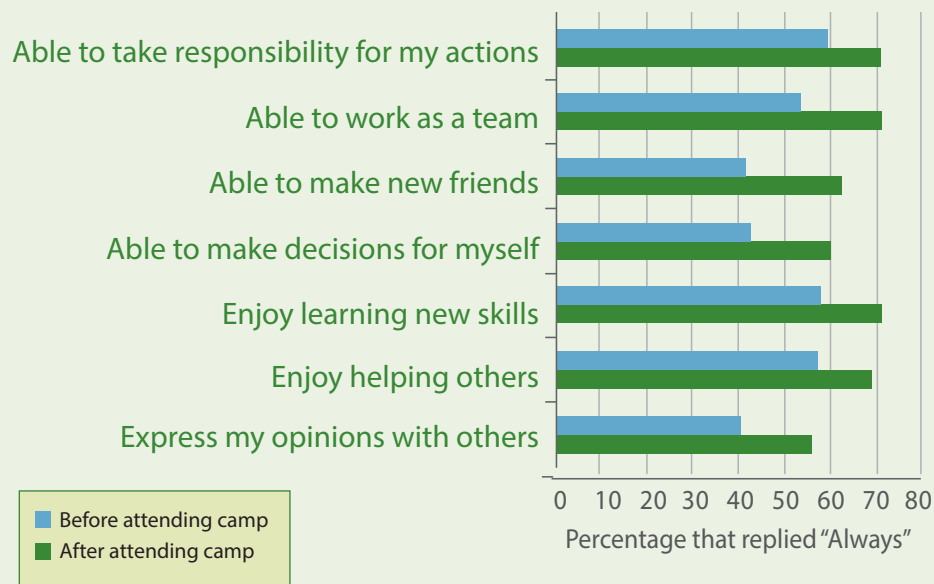 Able to take responsibility for my actions
Able to work as a team
Able to make new friends
Able to make decisions for myself
Enjoy learning new skills
Enjoy helping others
Express my opinions with others
0 10 20 30 40 50 60 70 80
Percentage that replied “Always”
Before attending camp
After attending camp